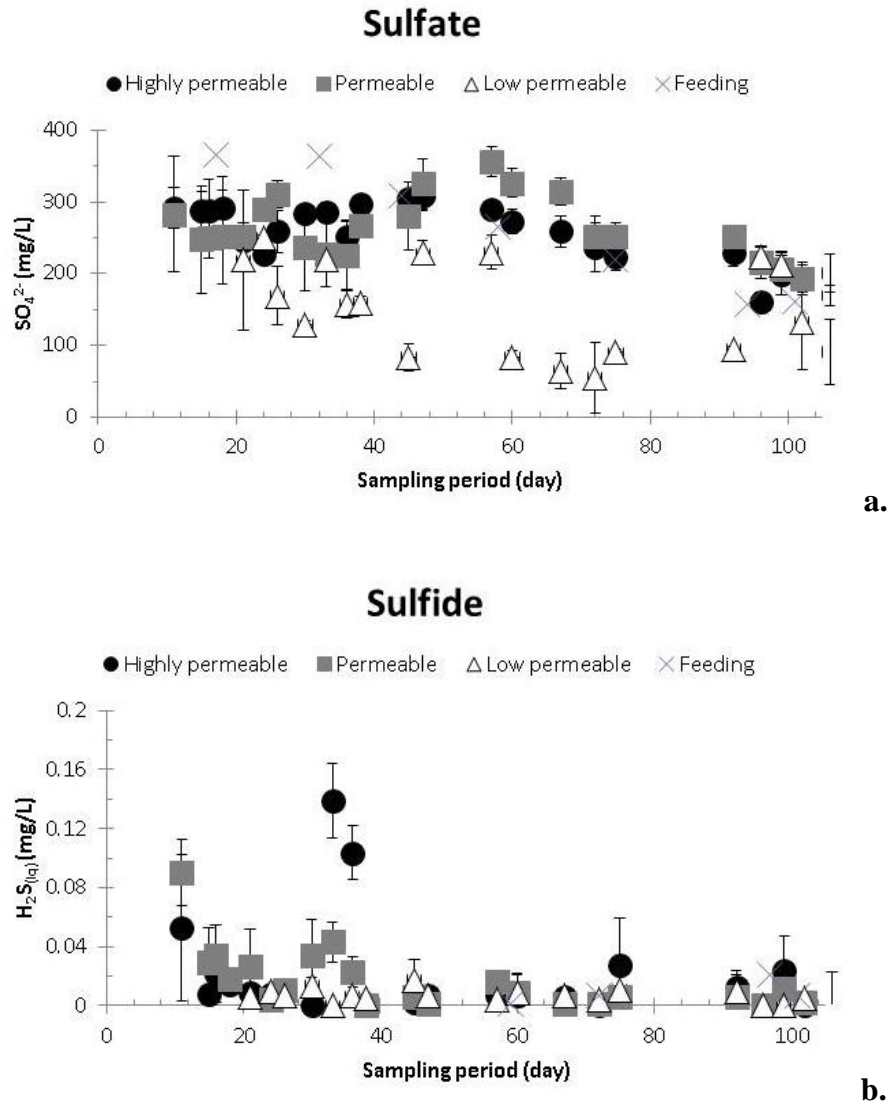 Sulfate
Highly permeable Permeable Low permeable Feeding
400
300
200
100
0
SO₄²⁻ (mg/L)
0 20 40 60 80 100
Sampling period (day)
a.
Sulfide
Highly permeable Permeable Low permeable Feeding
0.2
0.16
0.12
0.08
0.04
0
H₂S(lq)(mg/L)
0 20 40 60 80 100
Sampling period (day)
b.